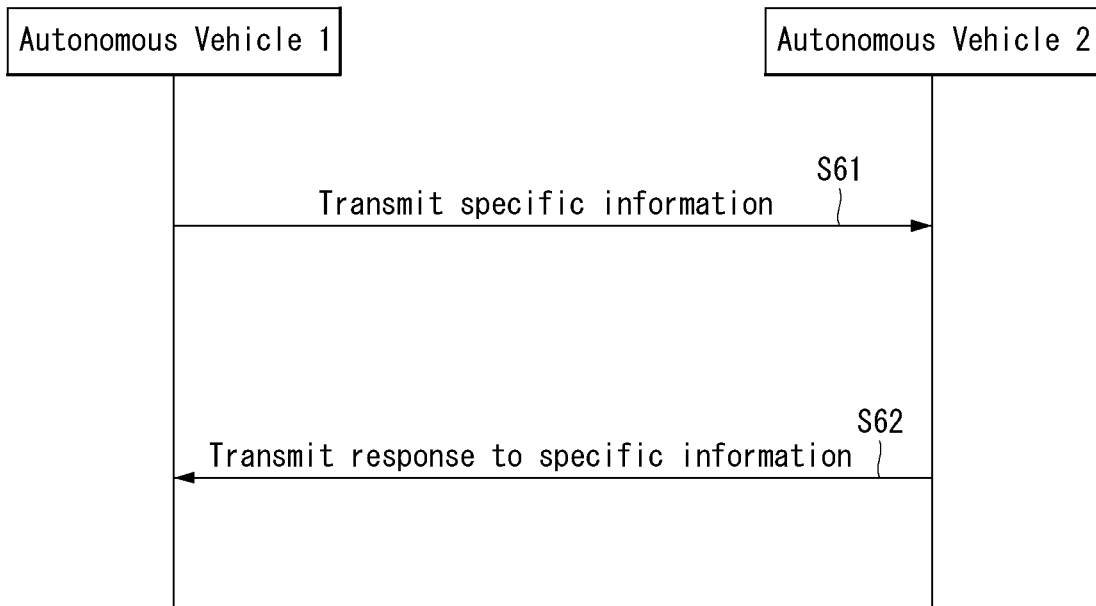 Autonomous Vehicle 1
Autonomous Vehicle 2
S61
Transmit specific information
S62
Transmit response to specific information